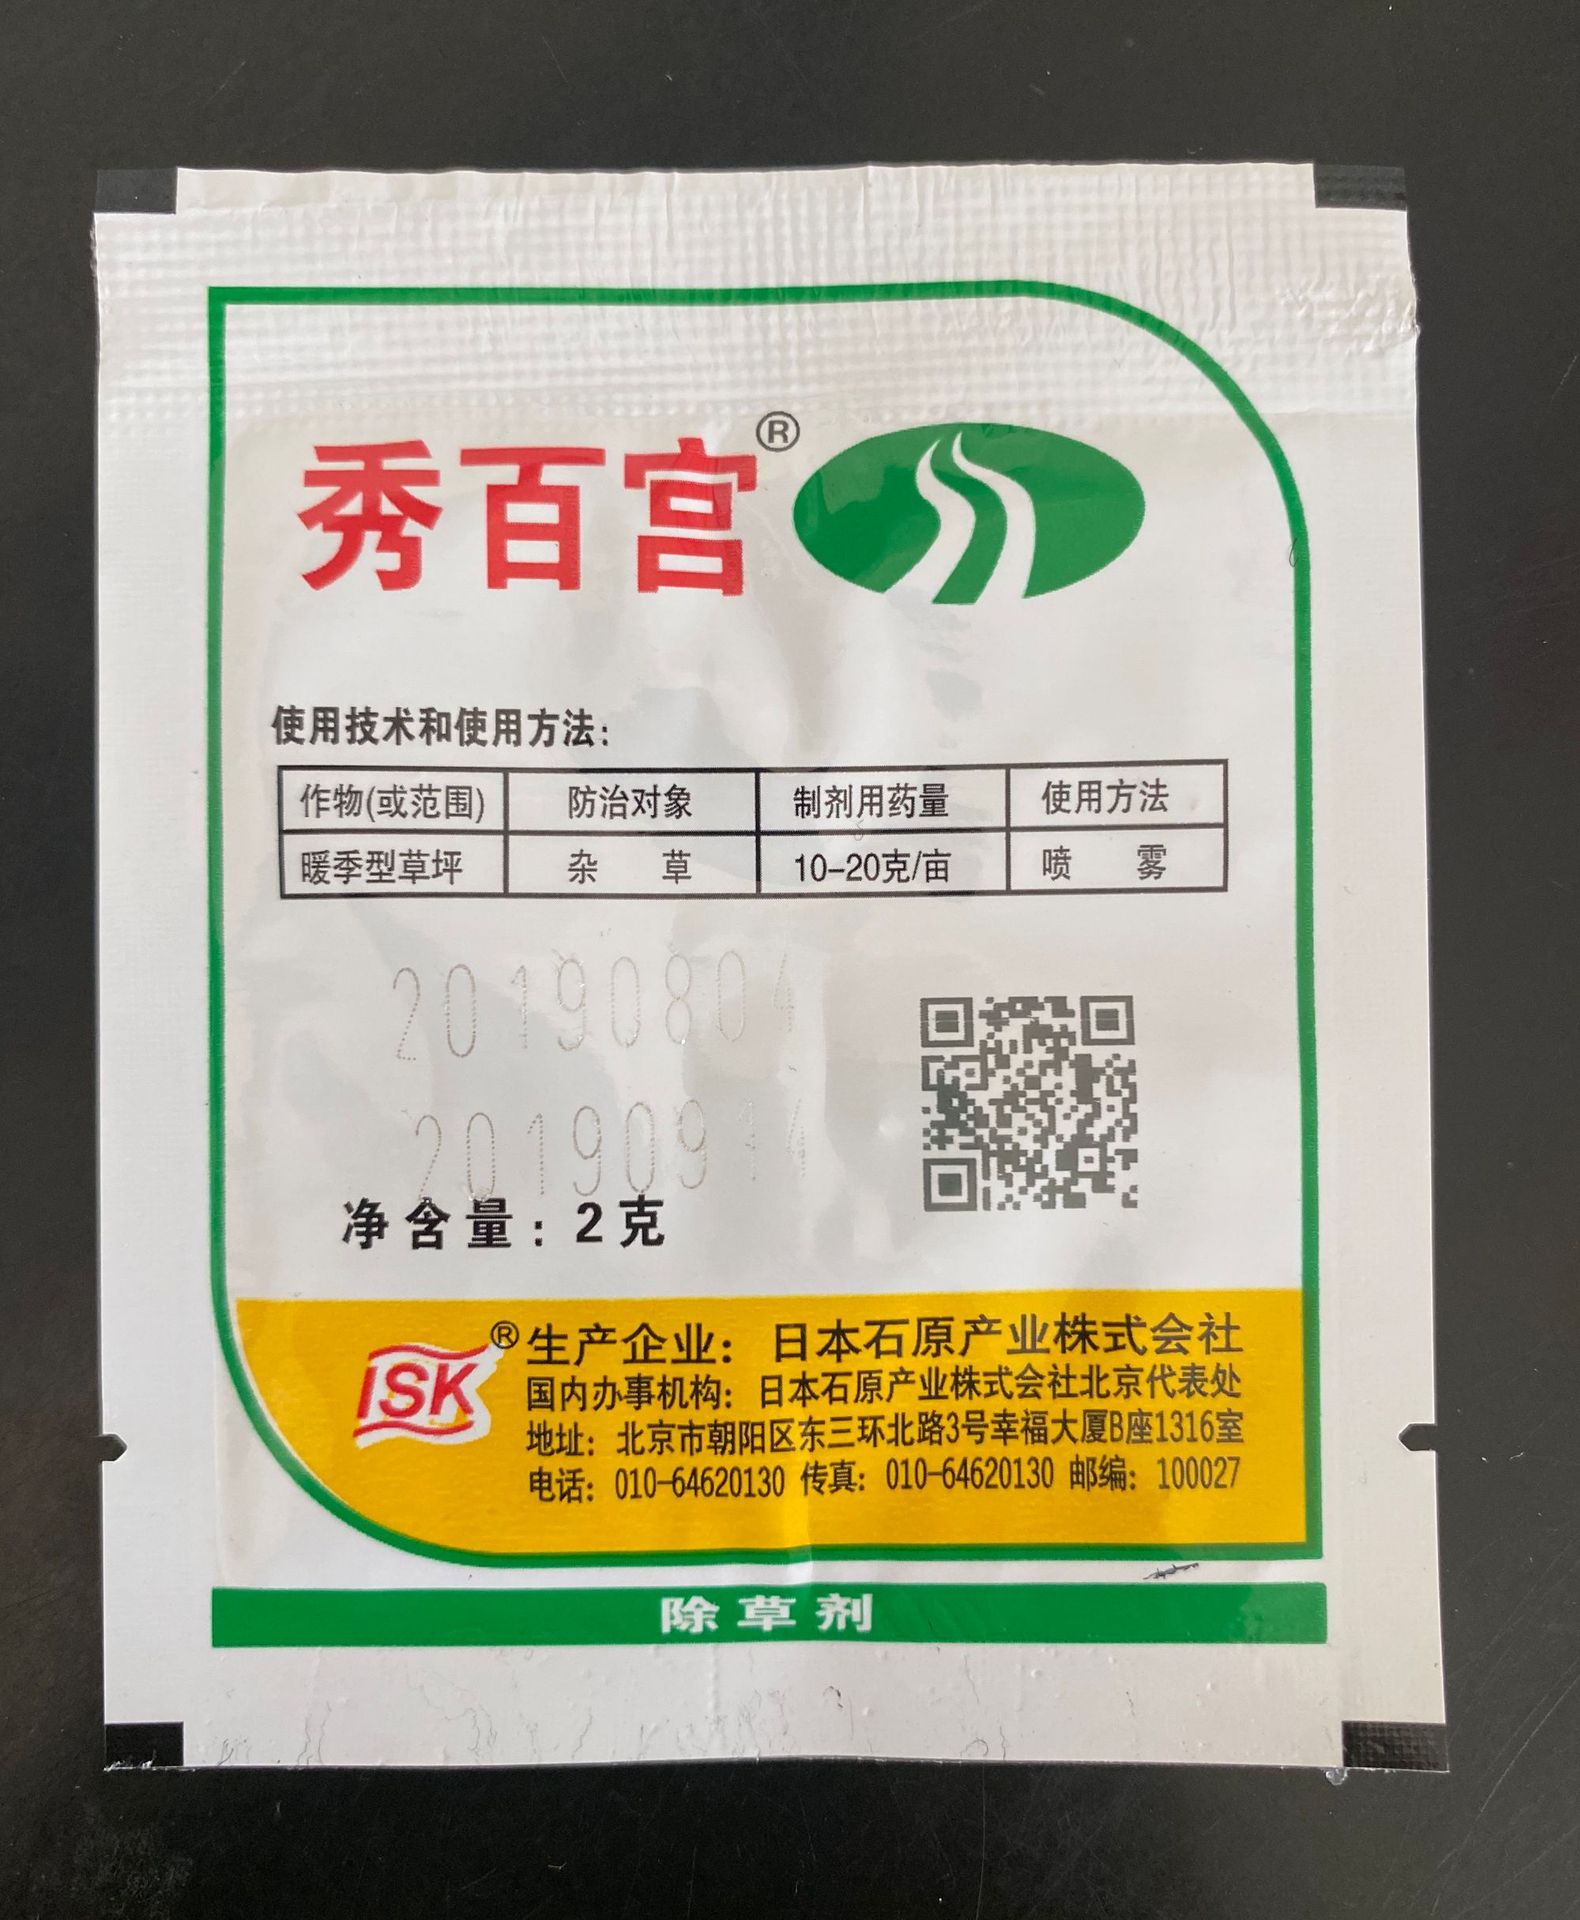 秀百宫®
使用技术和使用方法:
作物(或范围) 防治对象 制剂用药量 使用方法
暖季型草坪 杂 草 10-20克/亩 喷 雾
20190804
20190914
净含量: 2克
ISK® 生产企业: 日本石原产业株式会社
国内办事机构: 日本石原产业株式会社北京代表处
地址: 北京市朝阳区东三环北路3号幸福大厦B座1316室
电话: 010-64620130 传真: 010-64620130 邮编: 100027
除草剂